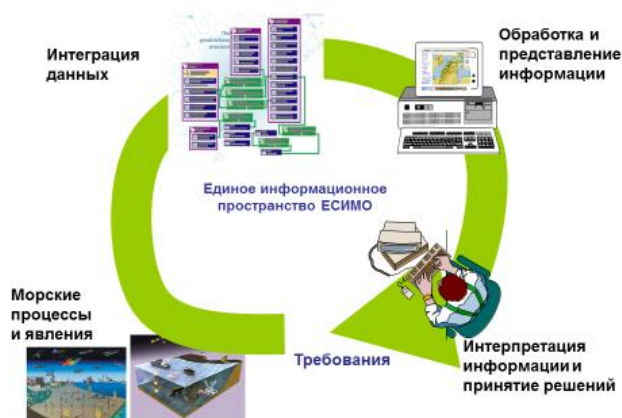 Интеграция
данных
Обработка и
представление
информации
Единое информационное
пространство ЕСИМО
Морские
процессы
и явления
Требования
Интерпретация
информации и
принятие решений